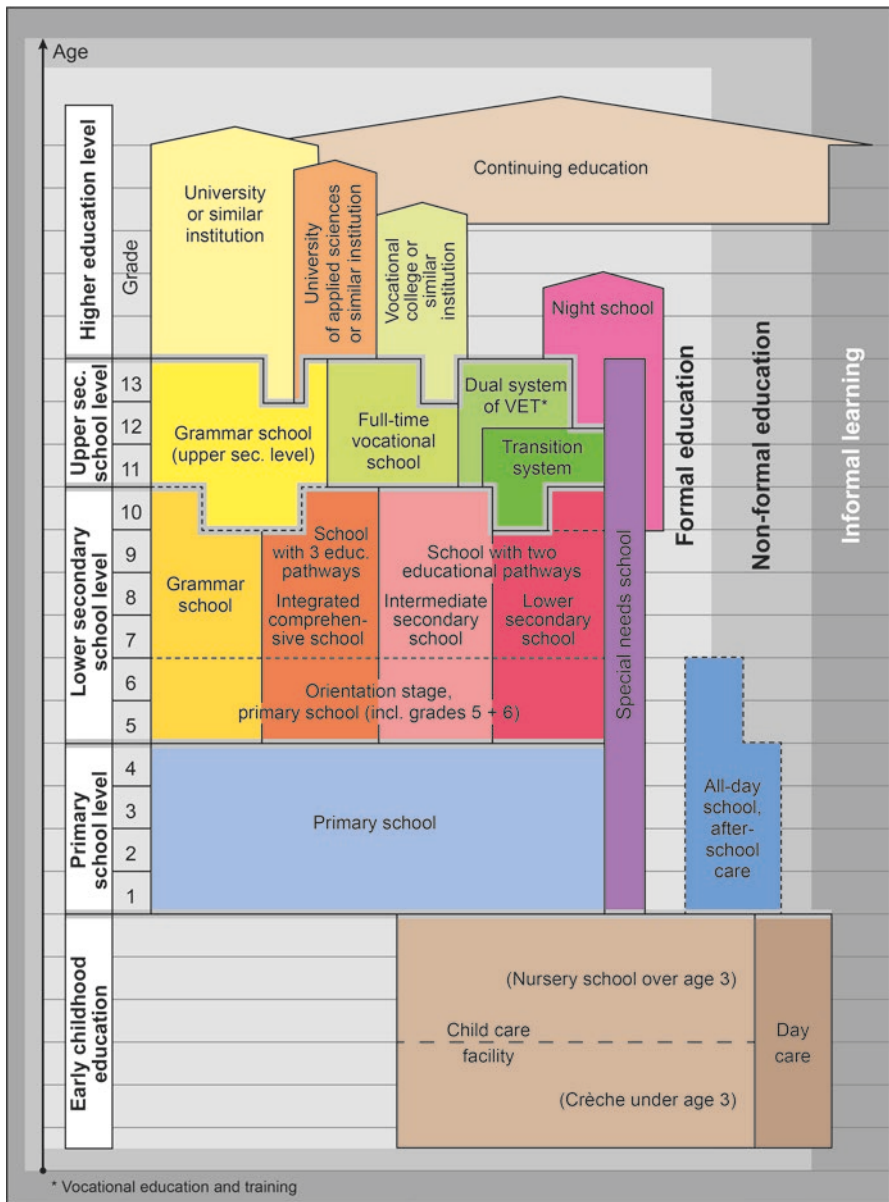 Age
Higher education level
Grade
Continuing education
University
or similar
institution
University
of applied sciences
or similar institution
Vocational
college or
similar
institution
Night school
Upper sec.
school level
13
12
11
Grammar school
(upper sec. level)
Full-time
vocational
school
Dual system
of VET*
Transition
system
Formal education
Non-formal education
Informal learning
Lower secondary
school level
10
9
8
7
6
5
Grammar
school
School
with 3 educ.
pathways
Integrated
comprehen-
sive school
School with two
educational pathways
Intermediate
secondary
school
Lower
secondary
school
Special needs school
Orientation stage,
primary school (incl. grades 5 + 6)
Primary
school level
4
3
2
1
Primary school
All-day
school,
after-
school
care
Early childhood
education
(Nursery school over age 3)
Child care
facility
(Crèche under age 3)
Day
care
* Vocational education and training